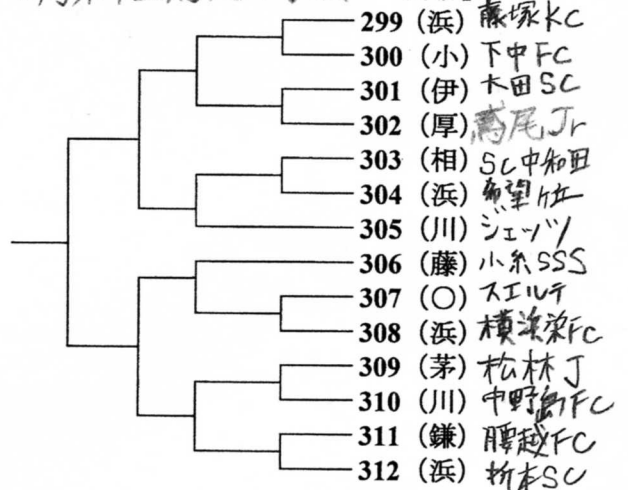 299 (浜) 藤塚KC
300 (小) 下中FC
301 (伊) 大田SC
302 (厚) 鳶尾Jr
303 (相) SC中和田
304 (浜) 希望ケ丘
305 (川) ジェッツ
306 (藤) 小糸SSS
307 (○) スエルテ
308 (浜) 横浜栄FC
309 (茅) 松林J
310 (川) 中野島FC
311 (鎌) 腰越FC
312 (浜) 折本SC